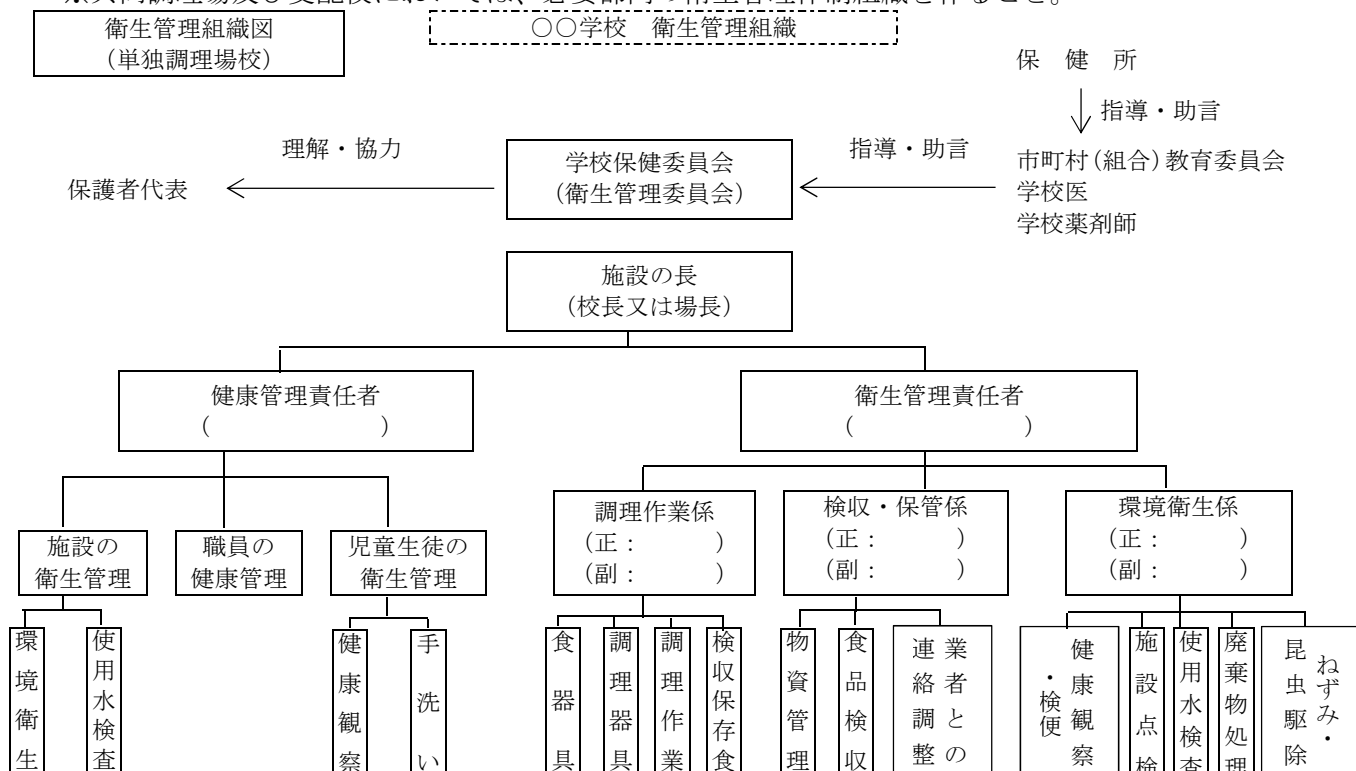 衛生管理組織図
(単独調理場校)
○○学校 衛生管理組織
保 健 所
指導・助言
理解・協力
学校保健委員会
(衛生管理委員会)
指導・助言
市町村(組合)教育委員会
学校医
学校薬剤師
保護者代表
施設の長
(校長又は場長)
健康管理責任者
( )
衛生管理責任者
( )
調理作業係
(正: )
(副: )
検収・保管係
(正: )
(副: )
環境衛生係
(正: )
(副: )
施設の
衛生管理
職員の
健康管理
児童生徒の
衛生管理
環境衛生
使用水検査
健康観察
手洗い
食器具
調理器具
調理作業
検収保存食
物資管理
食品検収
業者との
連絡調整
健康観察
・検便
施設点検
使用水検査
廃棄物処理
ねずみ・
昆虫駆除